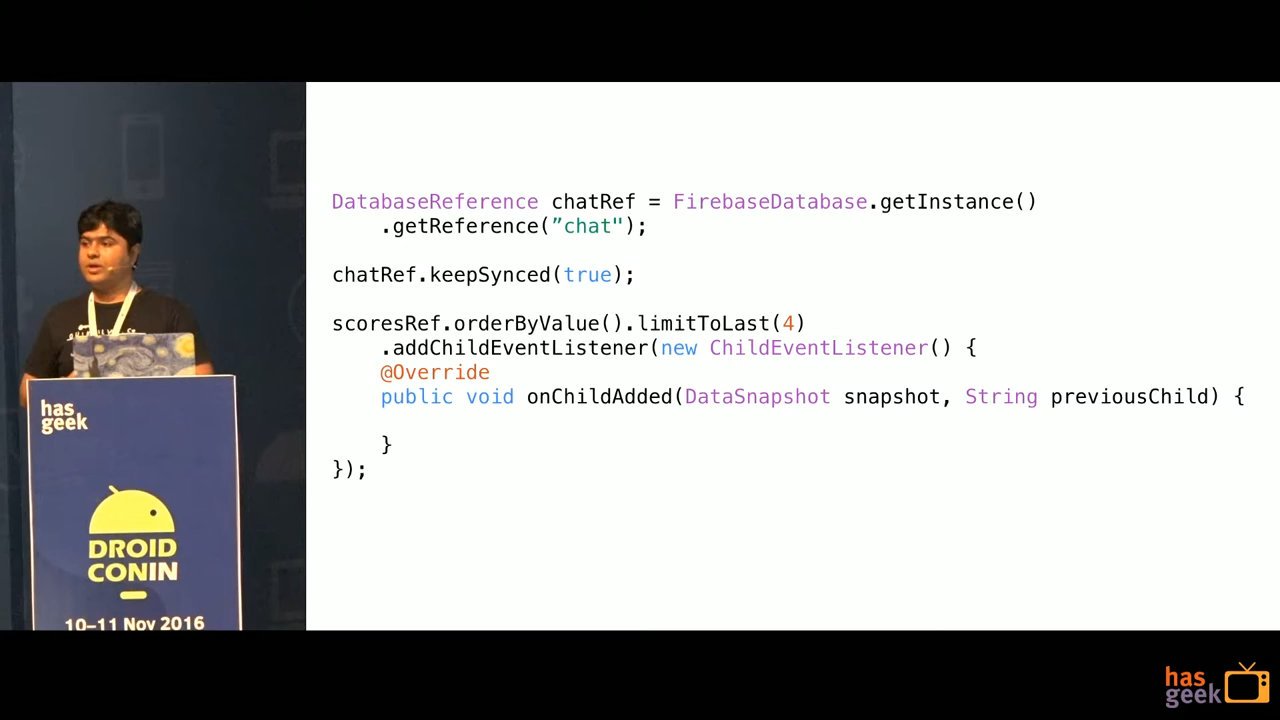 DatabaseReference chatRef = FirebaseDatabase.getInstance()
.getReference(”chat");
chatRef.keepSynced(true);
scoresRef.orderByValue().limitToLast(4)
.addChildEventListener(new ChildEventListener() {
@Override
public void onChildAdded(DataSnapshot snapshot, String previousChild) {
}
});
has
geek
DROID
CONIN
10–11 Nov 2016
has
geek